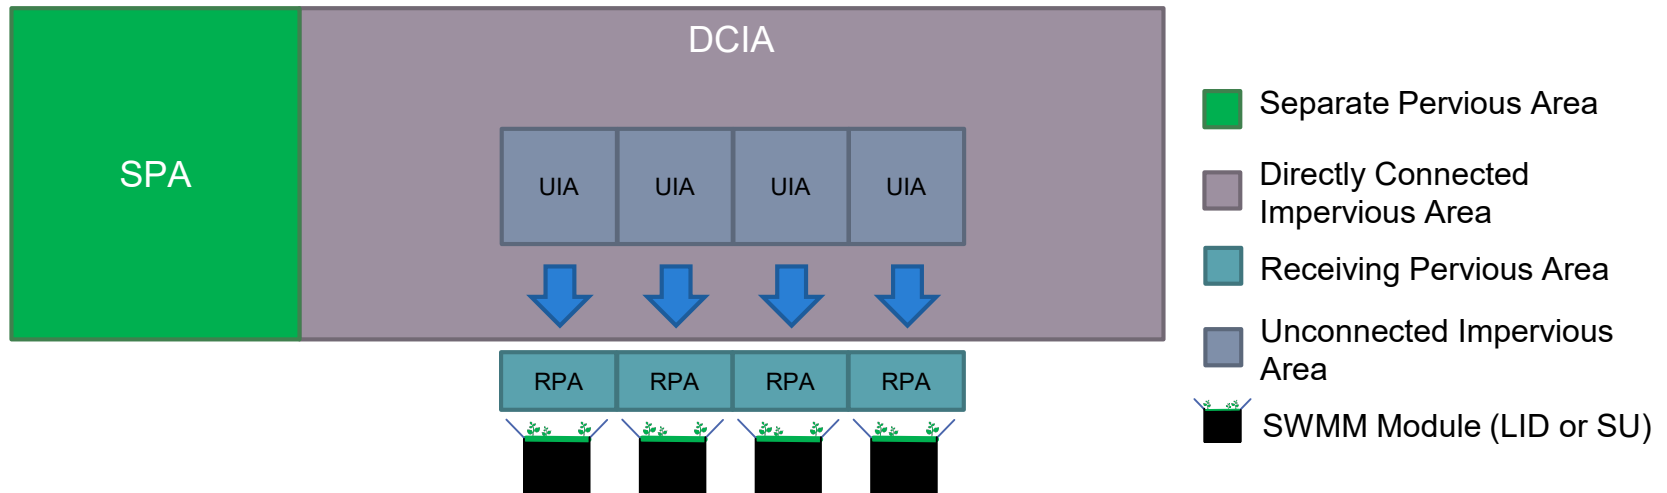 DCIA
SPA
UIA UIA UIA UIA
RPA RPA RPA RPA
Separate Pervious Area
Directly Connected
Impervious Area
Receiving Pervious Area
Unconnected Impervious
Area
SWMM Module (LID or SU)